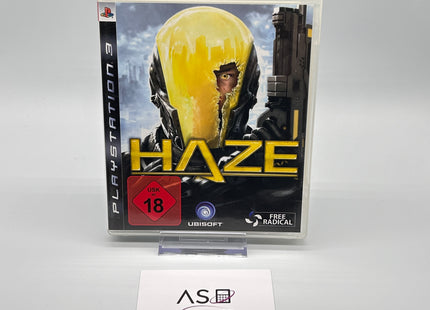 PLAYSTATION 3
HAZE
USK
18
UBISOFT
FREE
RADICAL
AS